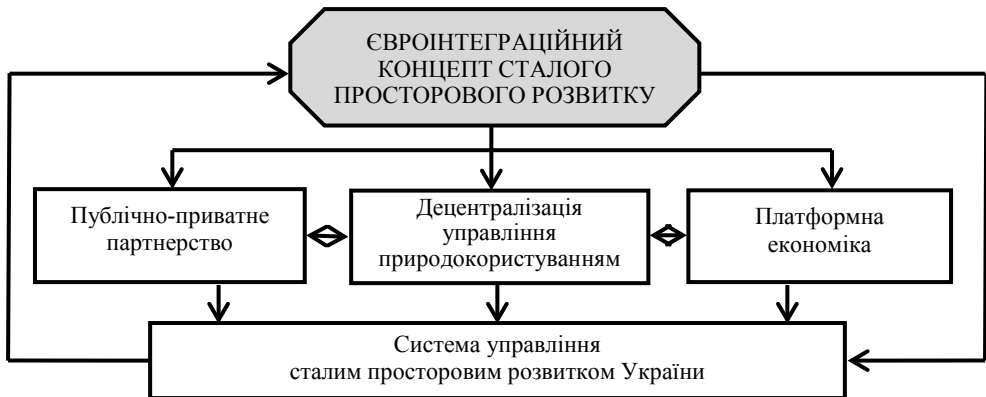 ЄВРОІНТЕГРАЦІЙНИЙ
КОНЦЕПТ СТАЛОГО
ПРОСТОРОВОГО РОЗВИТКУ
Публічно-приватне
партнерство
Децентралізація
управління
природокористуванням
Платформна
економіка
Система управління
сталим просторовим розвитком України